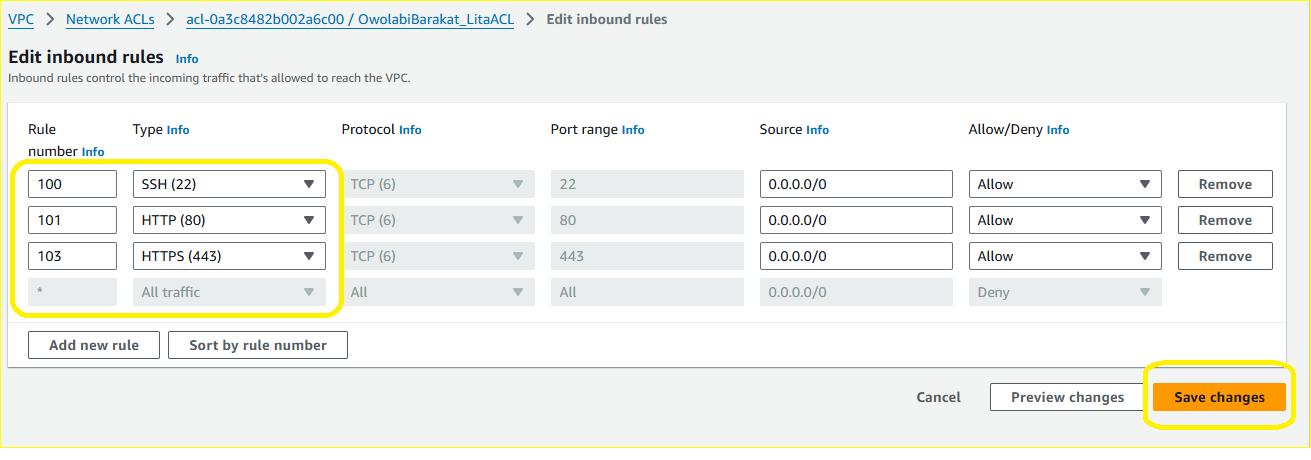 VPC > Network ACLs > acl-0a3c8482b002a6c00 / OwolabiBarakat_LitaACL > Edit inbound rules
Edit inbound rules Info
Inbound rules control the incoming traffic that's allowed to reach the VPC.
Rule number Info Type Info Protocol Info Port range Info Source Info Allow/Deny Info
100 SSH (22) TCP (6) 22 0.0.0.0/0 Allow Remove
101 HTTP (80) TCP (6) 80 0.0.0.0/0 Allow Remove
103 HTTPS (443) TCP (6) 443 0.0.0.0/0 Allow Remove
* All traffic All All 0.0.0.0/0 Deny
Add new rule Sort by rule number
Cancel Preview changes Save changes